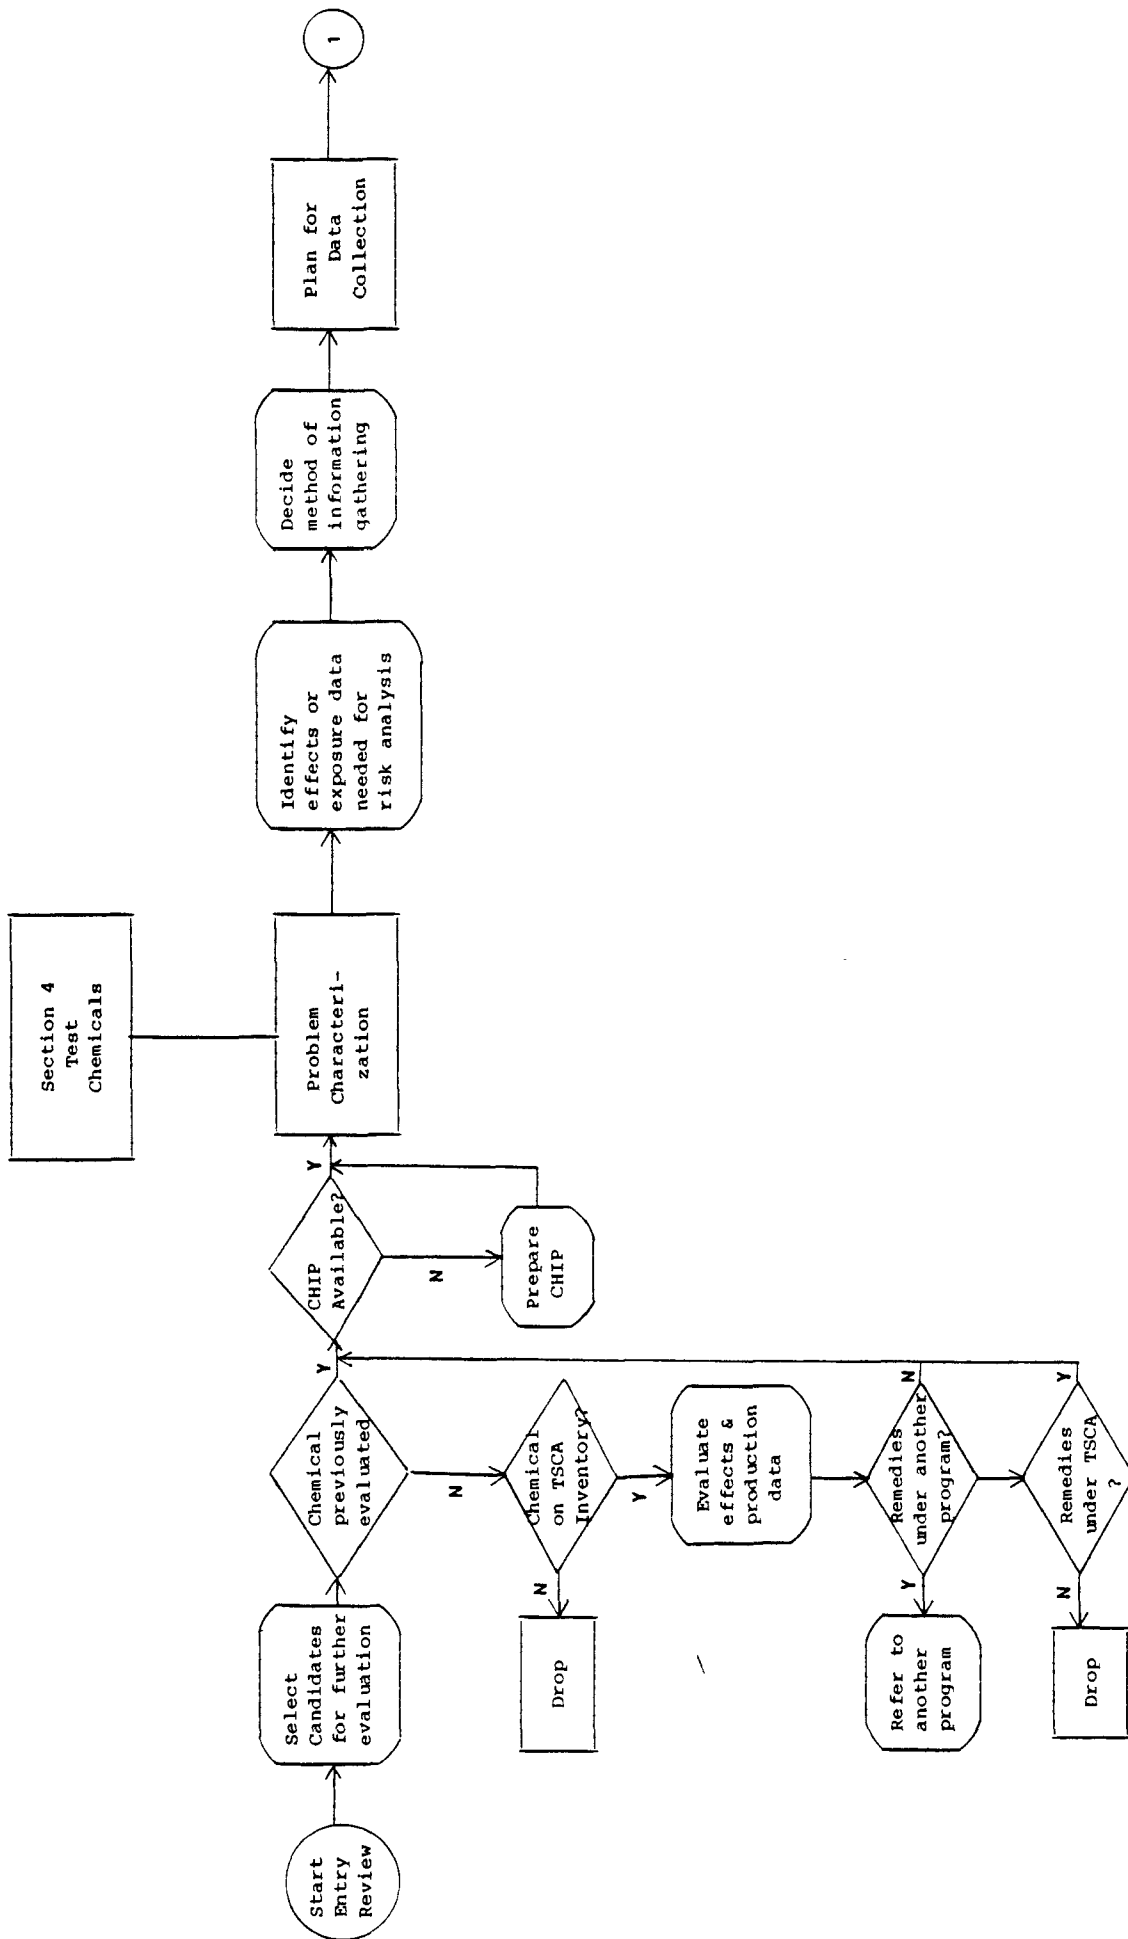 Start
Entry
Review
Select
Candidates
for further
evaluation
Chemical
previously
evaluated
Y
N
Chemical
on TSCA
Inventory?
N
Drop
Y
Evaluate
effects &
production
data
Remedies
under another
program?
Y
N
Refer to
another
program
Remedies
under TSCA
?
N
Y
Drop
CHIP
Available?
Y
N
Prepare
CHIP
Section 4
Test
Chemicals
Problem
Characteri-
zation
Identify
effects or
exposure data
needed for
risk analysis
Decide
method of
information
gathering
Plan for
Data
Collection
1